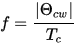 f = |Θ_cw| / T_c